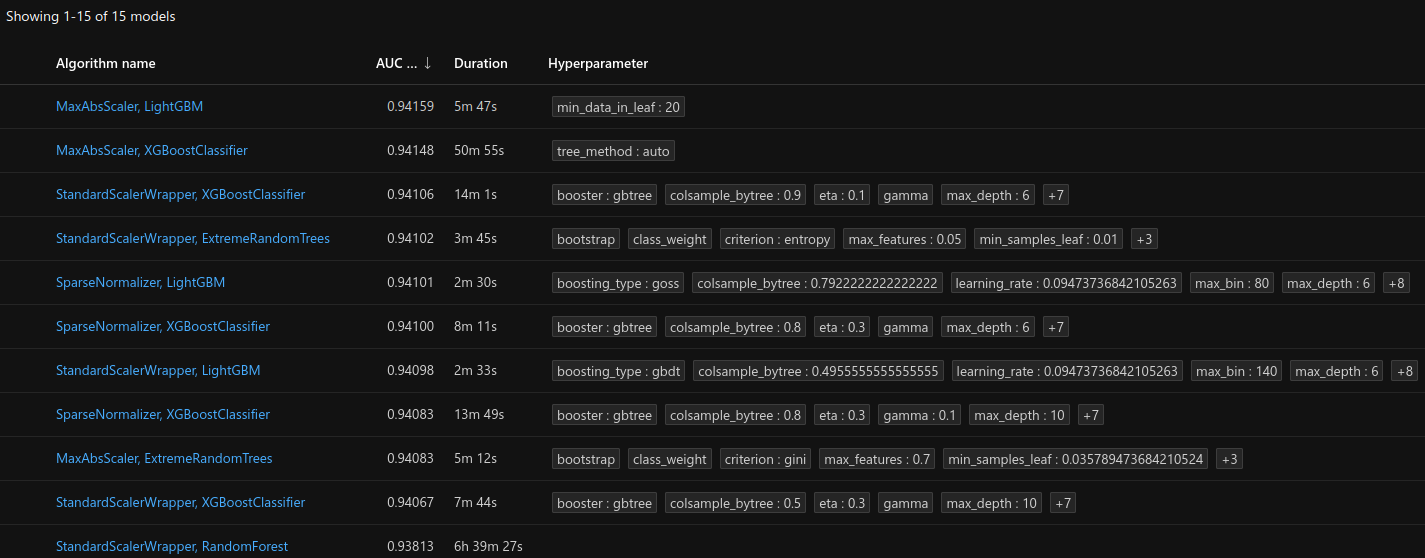 Showing 1-15 of 15 models
Algorithm name AUC ... ↓ Duration Hyperparameter
MaxAbsScaler, LightGBM 0.94159 5m 47s min_data_in_leaf : 20
MaxAbsScaler, XGBoostClassifier 0.94148 50m 55s tree_method : auto
StandardScalerWrapper, XGBoostClassifier 0.94106 14m 1s booster : gbtree colsample_bytree : 0.9 eta : 0.1 gamma max_depth : 6 +7
StandardScalerWrapper, ExtremeRandomTrees 0.94102 3m 45s bootstrap class_weight criterion : entropy max_features : 0.05 min_samples_leaf : 0.01 +3
SparseNormalizer, LightGBM 0.94101 2m 30s boosting_type : goss colsample_bytree : 0.7922222222222222 learning_rate : 0.09473736842105263 max_bin : 80 max_depth : 6 +8
SparseNormalizer, XGBoostClassifier 0.94100 8m 11s booster : gbtree colsample_bytree : 0.8 eta : 0.3 gamma max_depth : 6 +7
StandardScalerWrapper, LightGBM 0.94098 2m 33s boosting_type : gbdt colsample_bytree : 0.4955555555555555 learning_rate : 0.09473736842105263 max_bin : 140 max_depth : 6 +8
SparseNormalizer, XGBoostClassifier 0.94083 13m 49s booster : gbtree colsample_bytree : 0.8 eta : 0.3 gamma : 0.1 max_depth : 10 +7
MaxAbsScaler, ExtremeRandomTrees 0.94083 5m 12s bootstrap class_weight criterion : gini max_features : 0.7 min_samples_leaf : 0.035789473684210524 +3
StandardScalerWrapper, XGBoostClassifier 0.94067 7m 44s booster : gbtree colsample_bytree : 0.5 eta : 0.3 gamma max_depth : 10 +7
StandardScalerWrapper, RandomForest 0.93813 6h 39m 27s